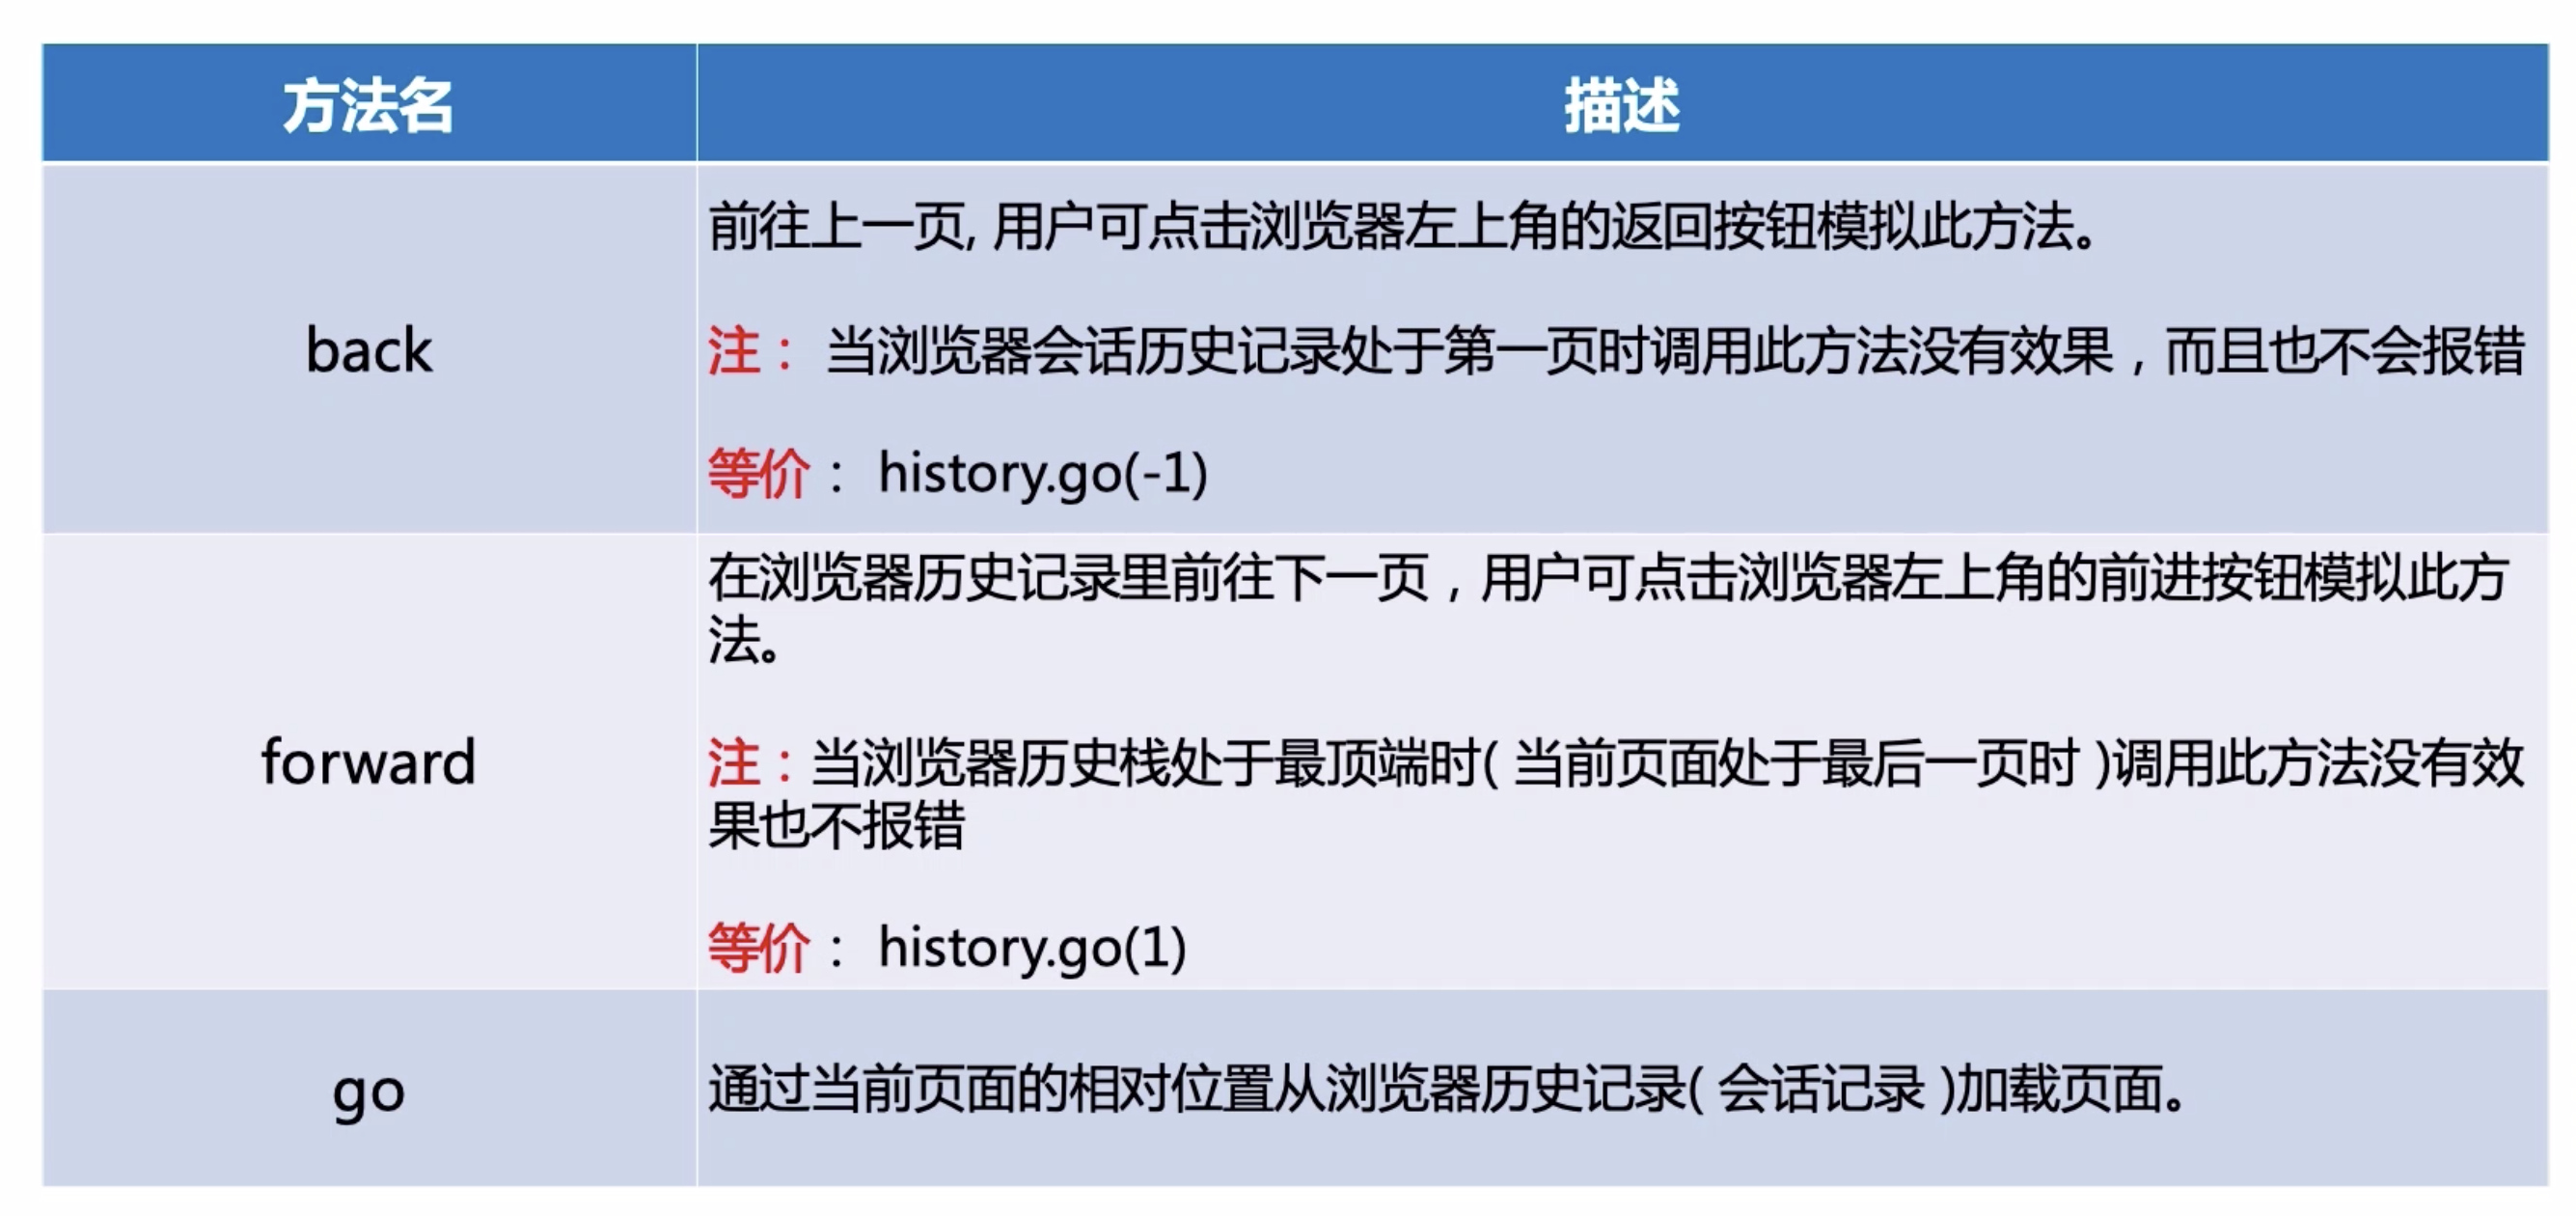 方法名
描述
back
前往上一页, 用户可点击浏览器左上角的返回按钮模拟此方法。
注： 当浏览器会话历史记录处于第一页时调用此方法没有效果，而且也不会报错
等价： history.go(-1)
forward
在浏览器历史记录里前往下一页，用户可点击浏览器左上角的前进按钮模拟此方
法。
注：当浏览器历史栈处于最顶端时( 当前页面处于最后一页时 )调用此方法没有效
果也不报错
等价： history.go(1)
go
通过当前页面的相对位置从浏览器历史记录( 会话记录 )加载页面。